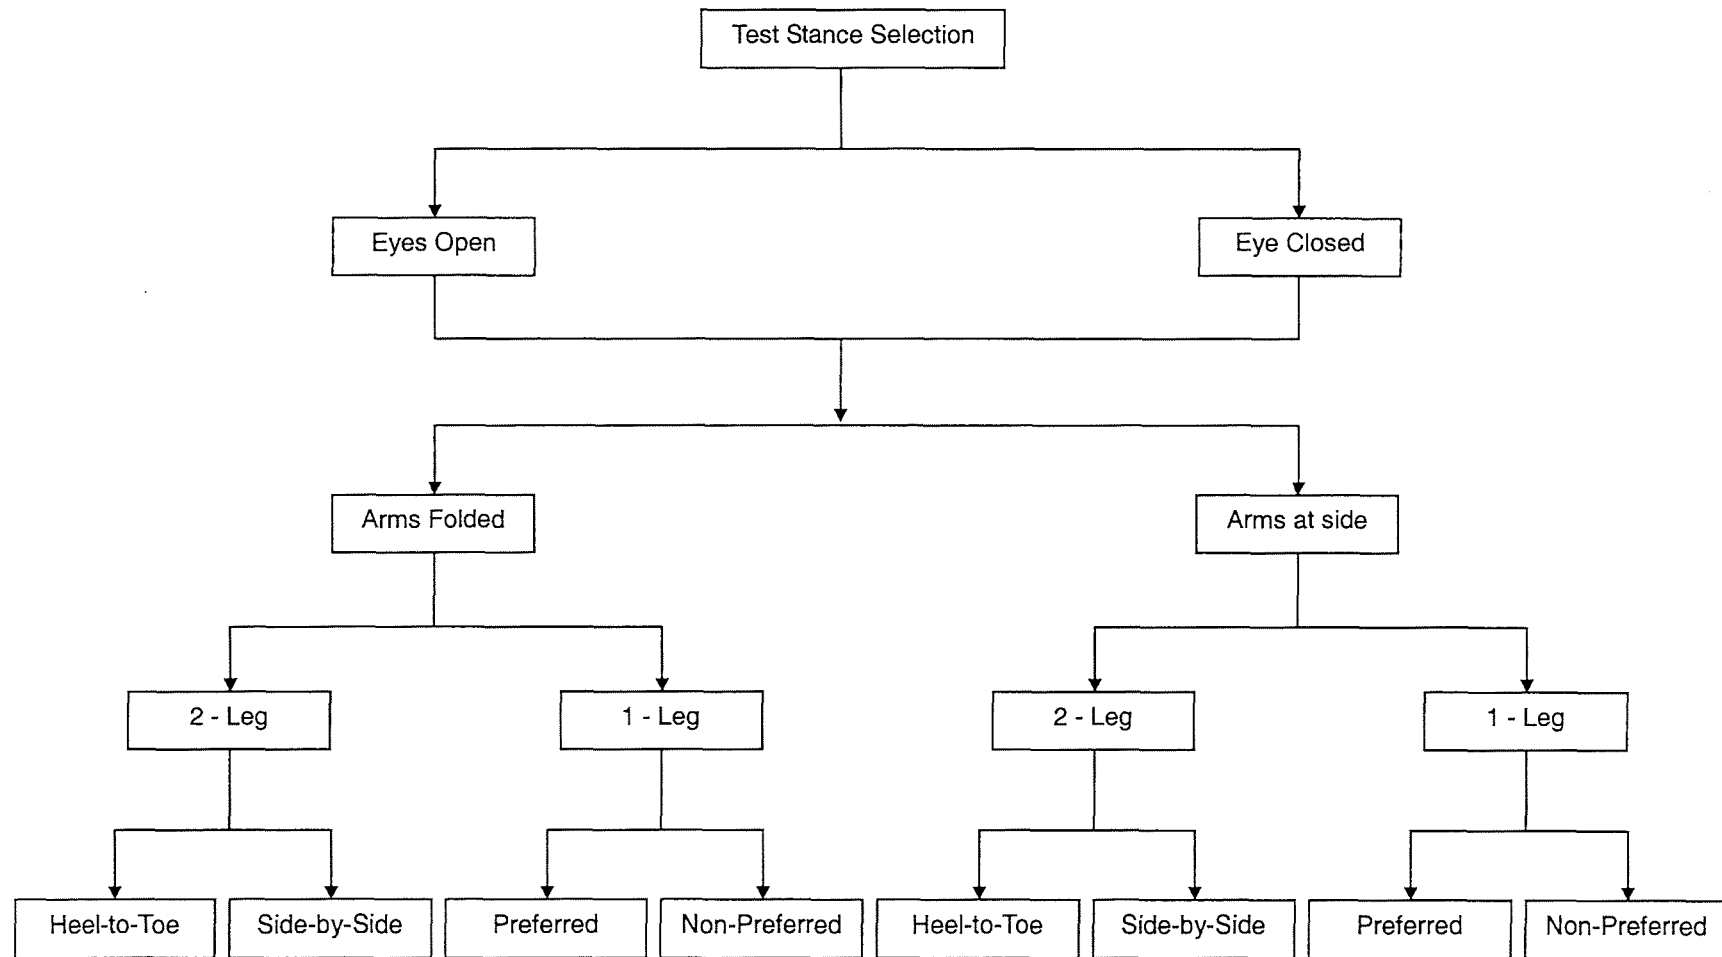 Test Stance Selection
Eyes Open
Eye Closed
Arms Folded
Arms at side
2 - Leg
1 - Leg
2 - Leg
1 - Leg
Heel-to-Toe
Side-by-Side
Preferred
Non-Preferred
Heel-to-Toe
Side-by-Side
Preferred
Non-Preferred